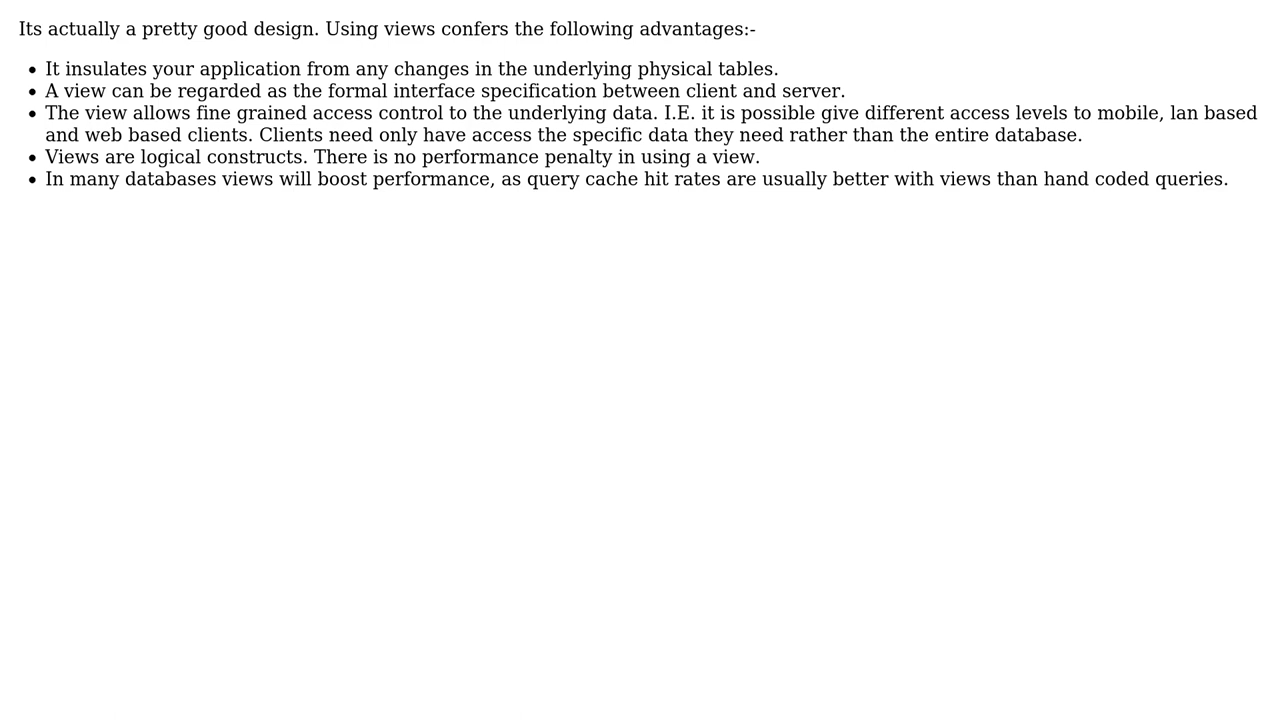 Its actually a pretty good design. Using views confers the following advantages:-
• It insulates your application from any changes in the underlying physical tables.
• A view can be regarded as the formal interface specification between client and server.
• The view allows fine grained access control to the underlying data. I.E. it is possible give different access levels to mobile, lan based
and web based clients. Clients need only have access the specific data they need rather than the entire database.
• Views are logical constructs. There is no performance penalty in using a view.
• In many databases views will boost performance, as query cache hit rates are usually better with views than hand coded queries.